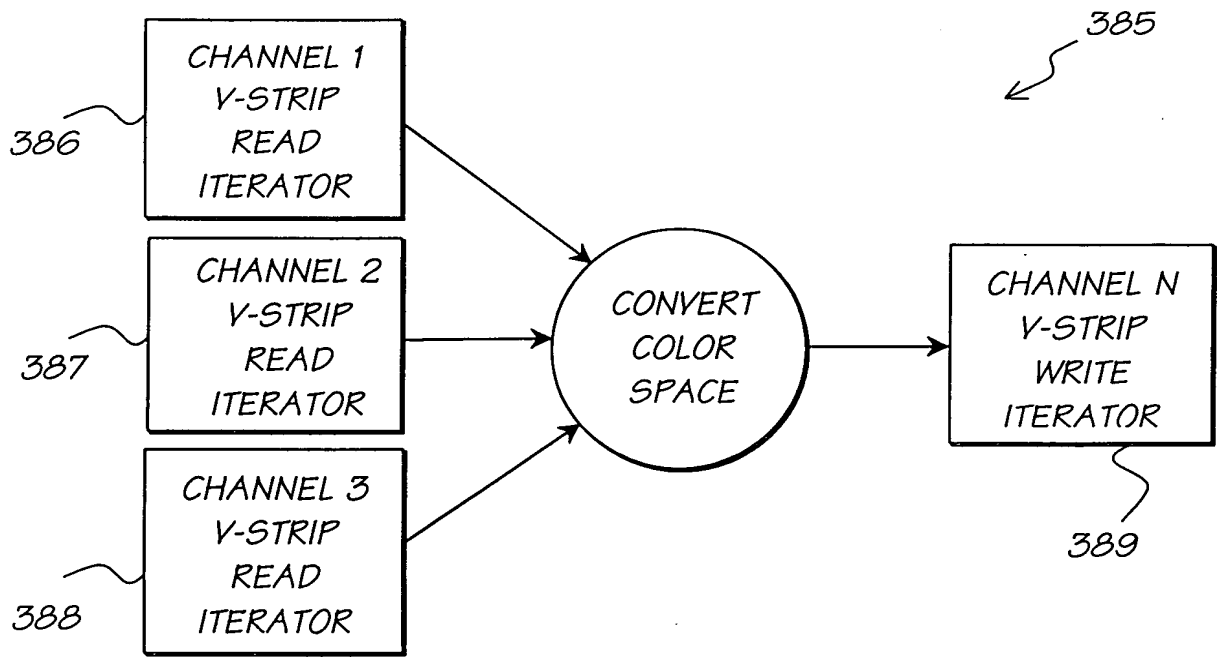 385
CHANNEL 1
V-STRIP
READ
ITERATOR
386
CHANNEL 2
V-STRIP
READ
ITERATOR
387
CHANNEL 3
V-STRIP
READ
ITERATOR
388
CONVERT
COLOR
SPACE
CHANNEL N
V-STRIP
WRITE
ITERATOR
389